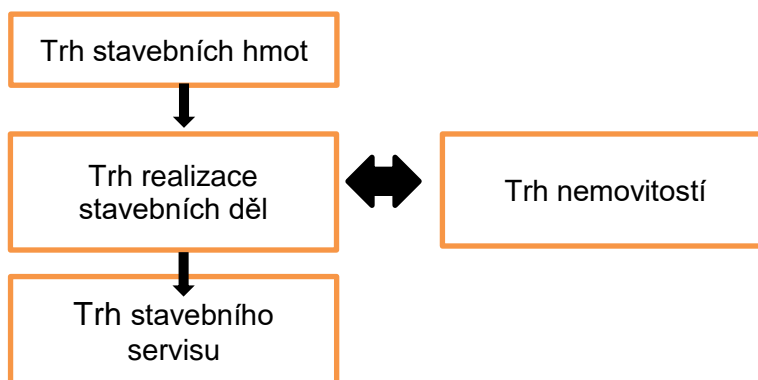 Trh stavebních hmot
Trh realizace
stavebních děl
Trh nemovitostí
Trh stavebního
servisu